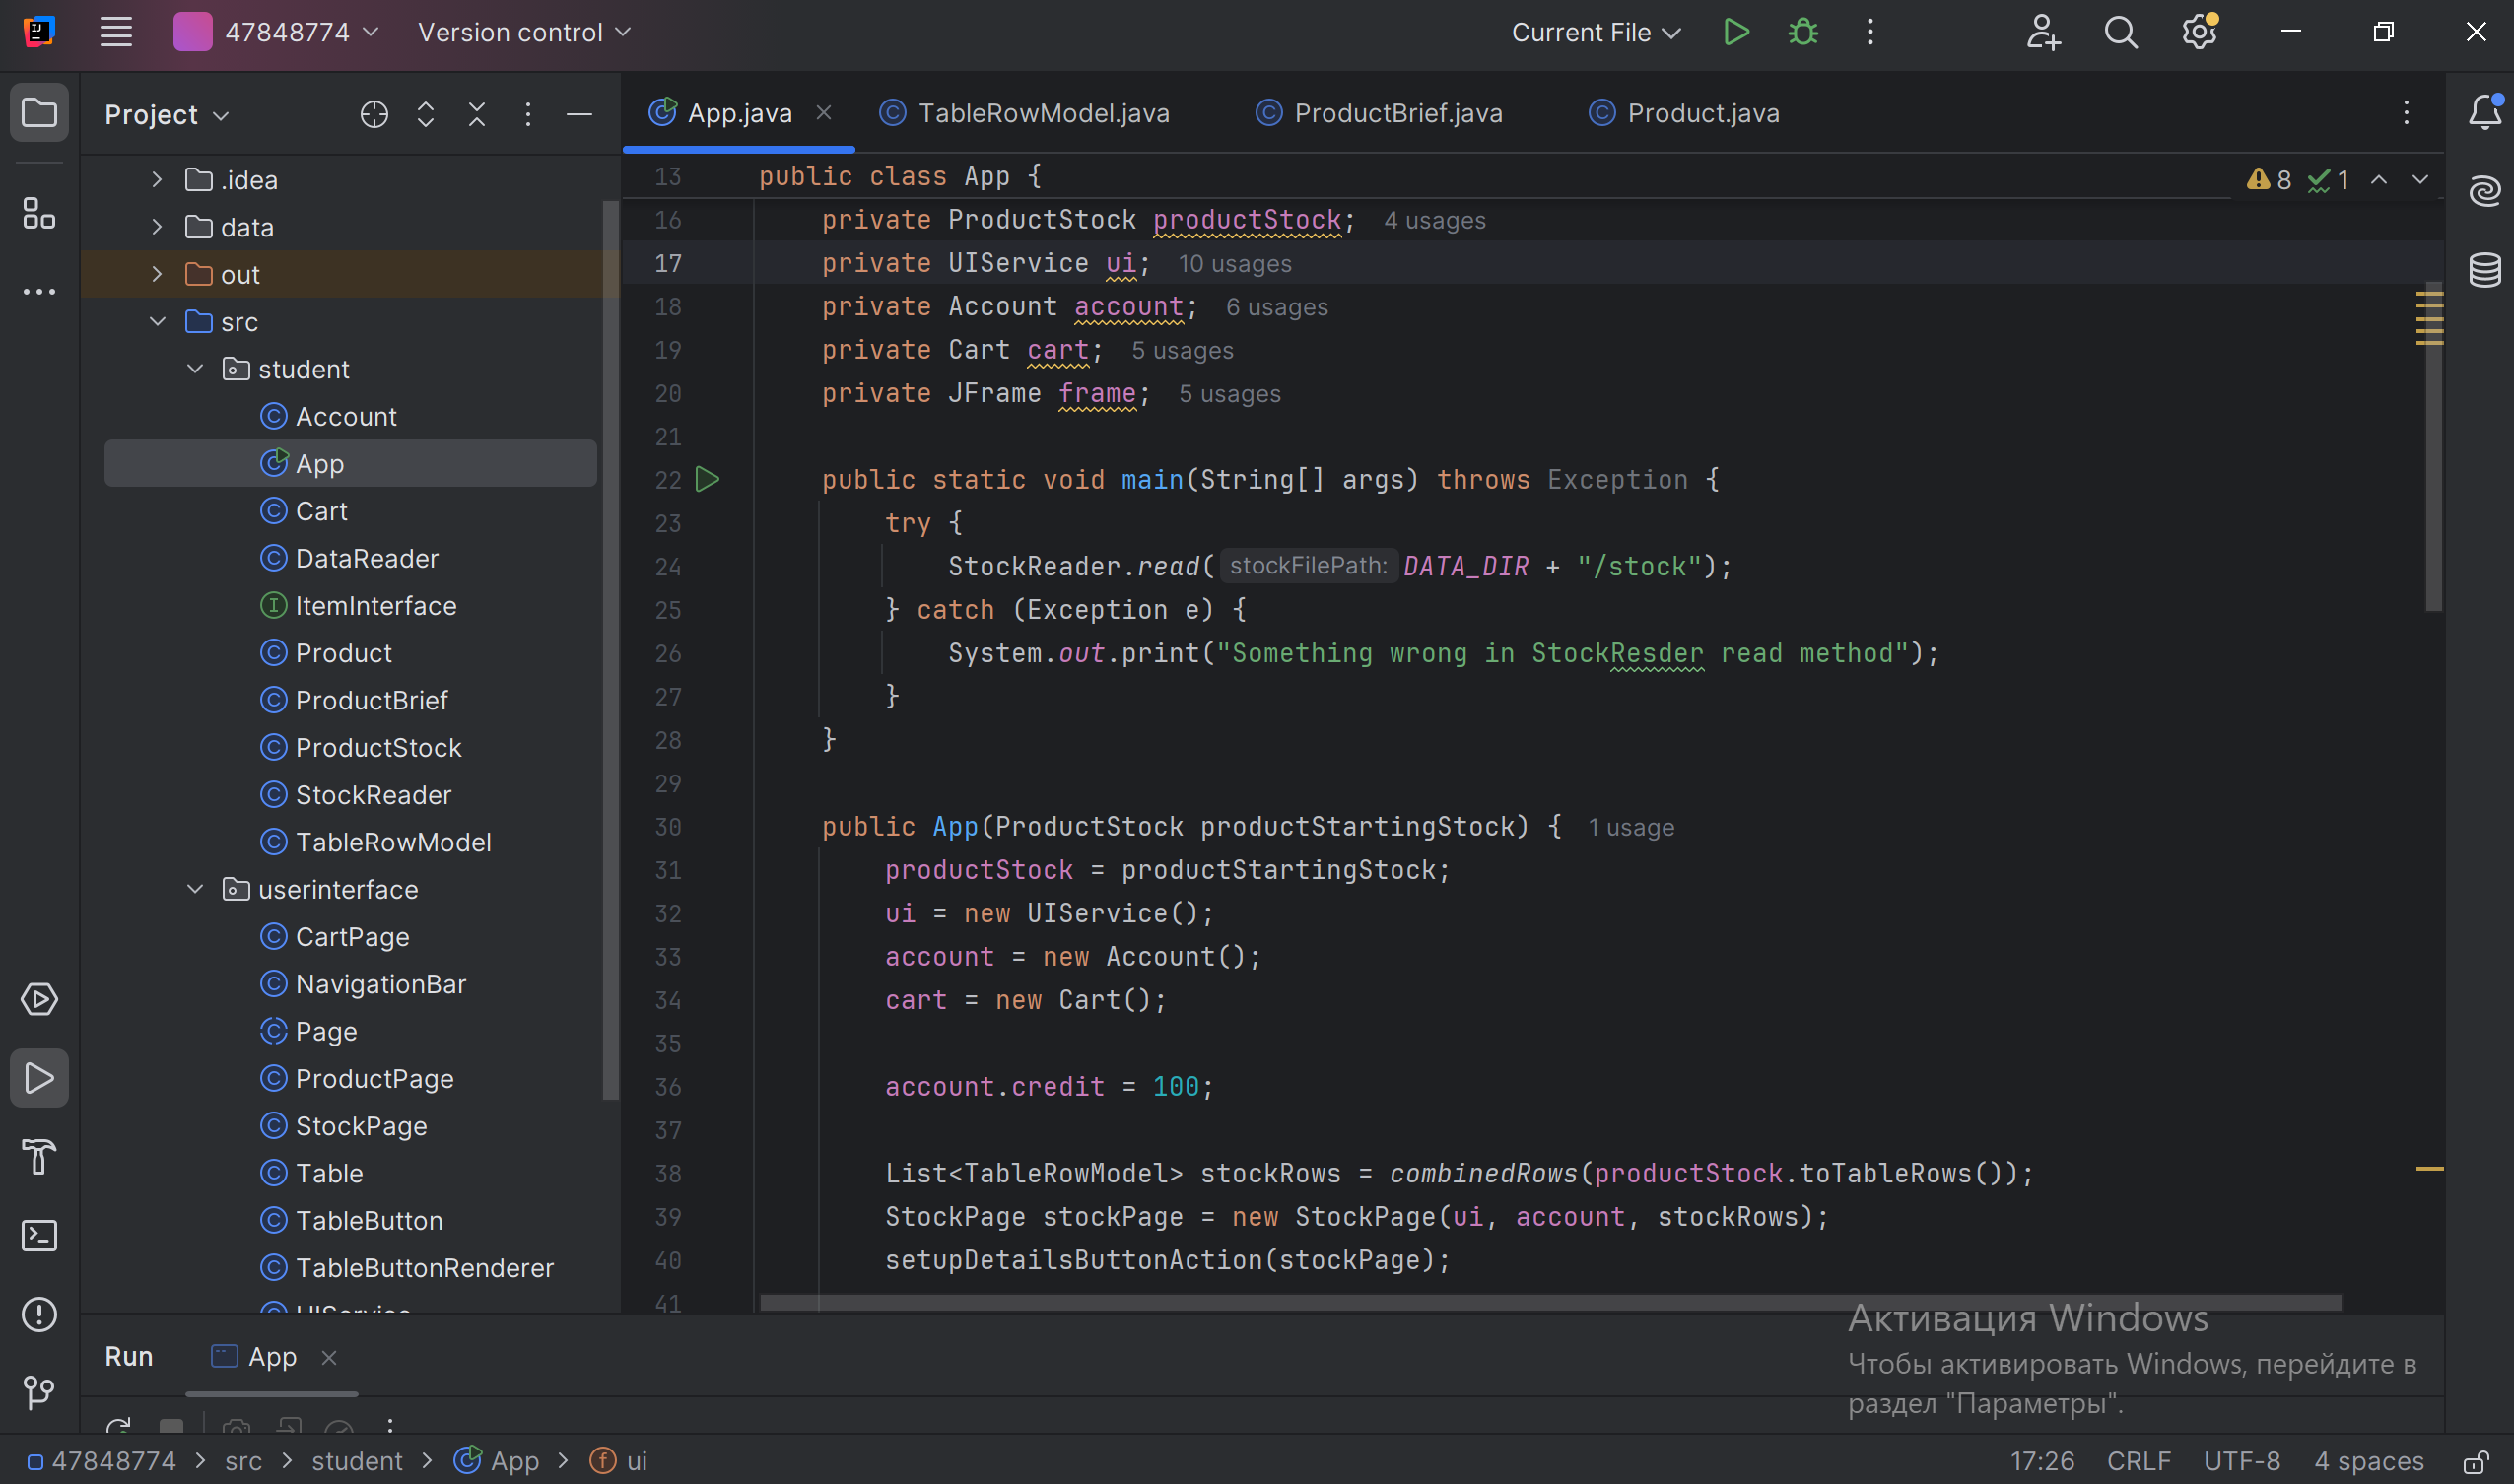 47848774 Version control Current File
Project
App.java TableRowModel.java ProductBrief.java Product.java
.idea
data
out
src
student
Account
App
Cart
DataReader
ItemInterface
Product
ProductBrief
ProductStock
StockReader
TableRowModel
userinterface
CartPage
NavigationBar
Page
ProductPage
StockPage
Table
TableButton
TableButtonRenderer
UIService
8 1
13 public class App {
16 private ProductStock productStock; 4 usages
17 private UIService ui; 10 usages
18 private Account account; 6 usages
19 private Cart cart; 5 usages
20 private JFrame frame; 5 usages
21
22 public static void main(String[] args) throws Exception {
23 try {
24 StockReader.read( stockFilePath: DATA_DIR + "/stock");
25 } catch (Exception e) {
26 System.out.print("Something wrong in StockResder read method");
27 }
28 }
29
30 public App(ProductStock productStartingStock) { 1 usage
31 productStock = productStartingStock;
32 ui = new UIService();
33 account = new Account();
34 cart = new Cart();
35
36 account.credit = 100;
37
38 List<TableRowModel> stockRows = combinedRows(productStock.toTableRows());
39 StockPage stockPage = new StockPage(ui, account, stockRows);
40 setupDetailsButtonAction(stockPage);
41
Активация Windows
Чтобы активировать Windows, перейдите в
раздел "Параметры".
Run App
47848774 > src > student > App > ui 17:26 CRLF UTF-8 4 spaces